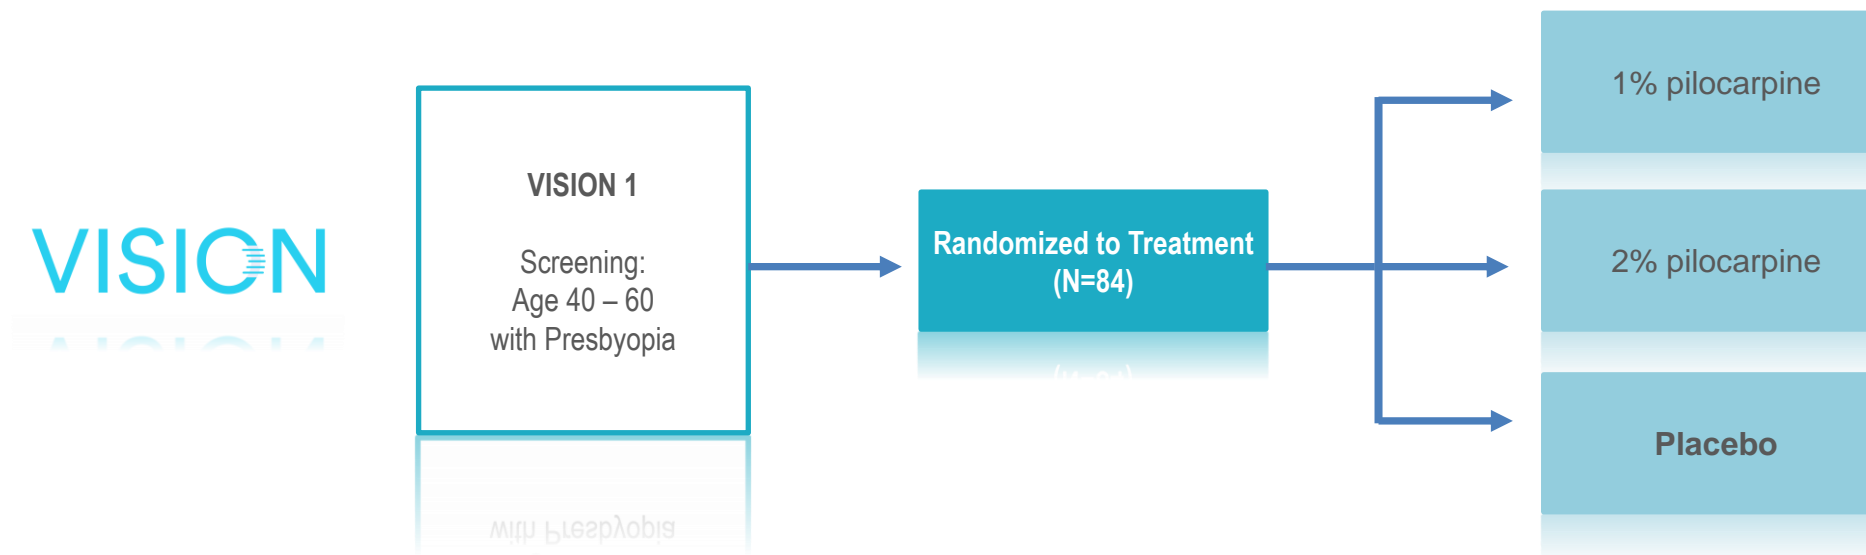 VISION
VISION 1
Screening:
Age 40 – 60
with Presbyopia
Randomized to Treatment
(N=84)
1% pilocarpine
2% pilocarpine
Placebo